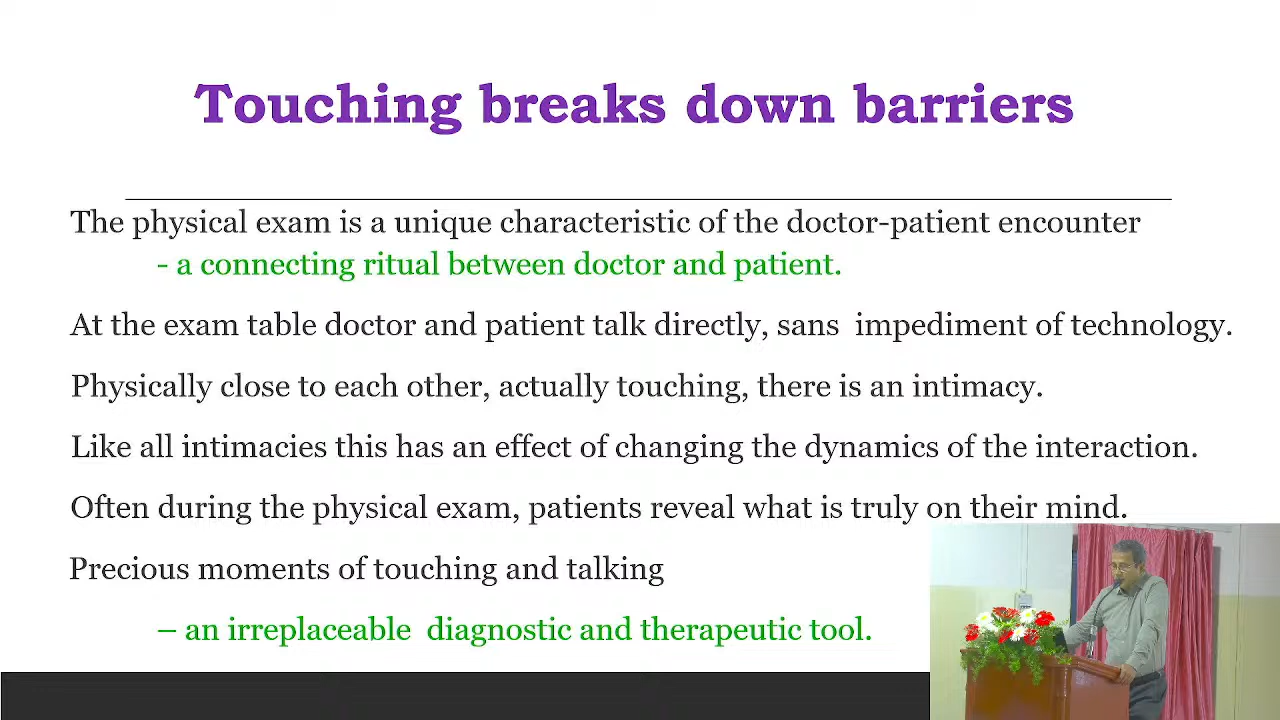 Touching breaks down barriers
The physical exam is a unique characteristic of the doctor-patient encounter
- a connecting ritual between doctor and patient.
At the exam table doctor and patient talk directly, sans impediment of technology.
Physically close to each other, actually touching, there is an intimacy.
Like all intimacies this has an effect of changing the dynamics of the interaction.
Often during the physical exam, patients reveal what is truly on their mind.
Precious moments of touching and talking
– an irreplaceable diagnostic and therapeutic tool.